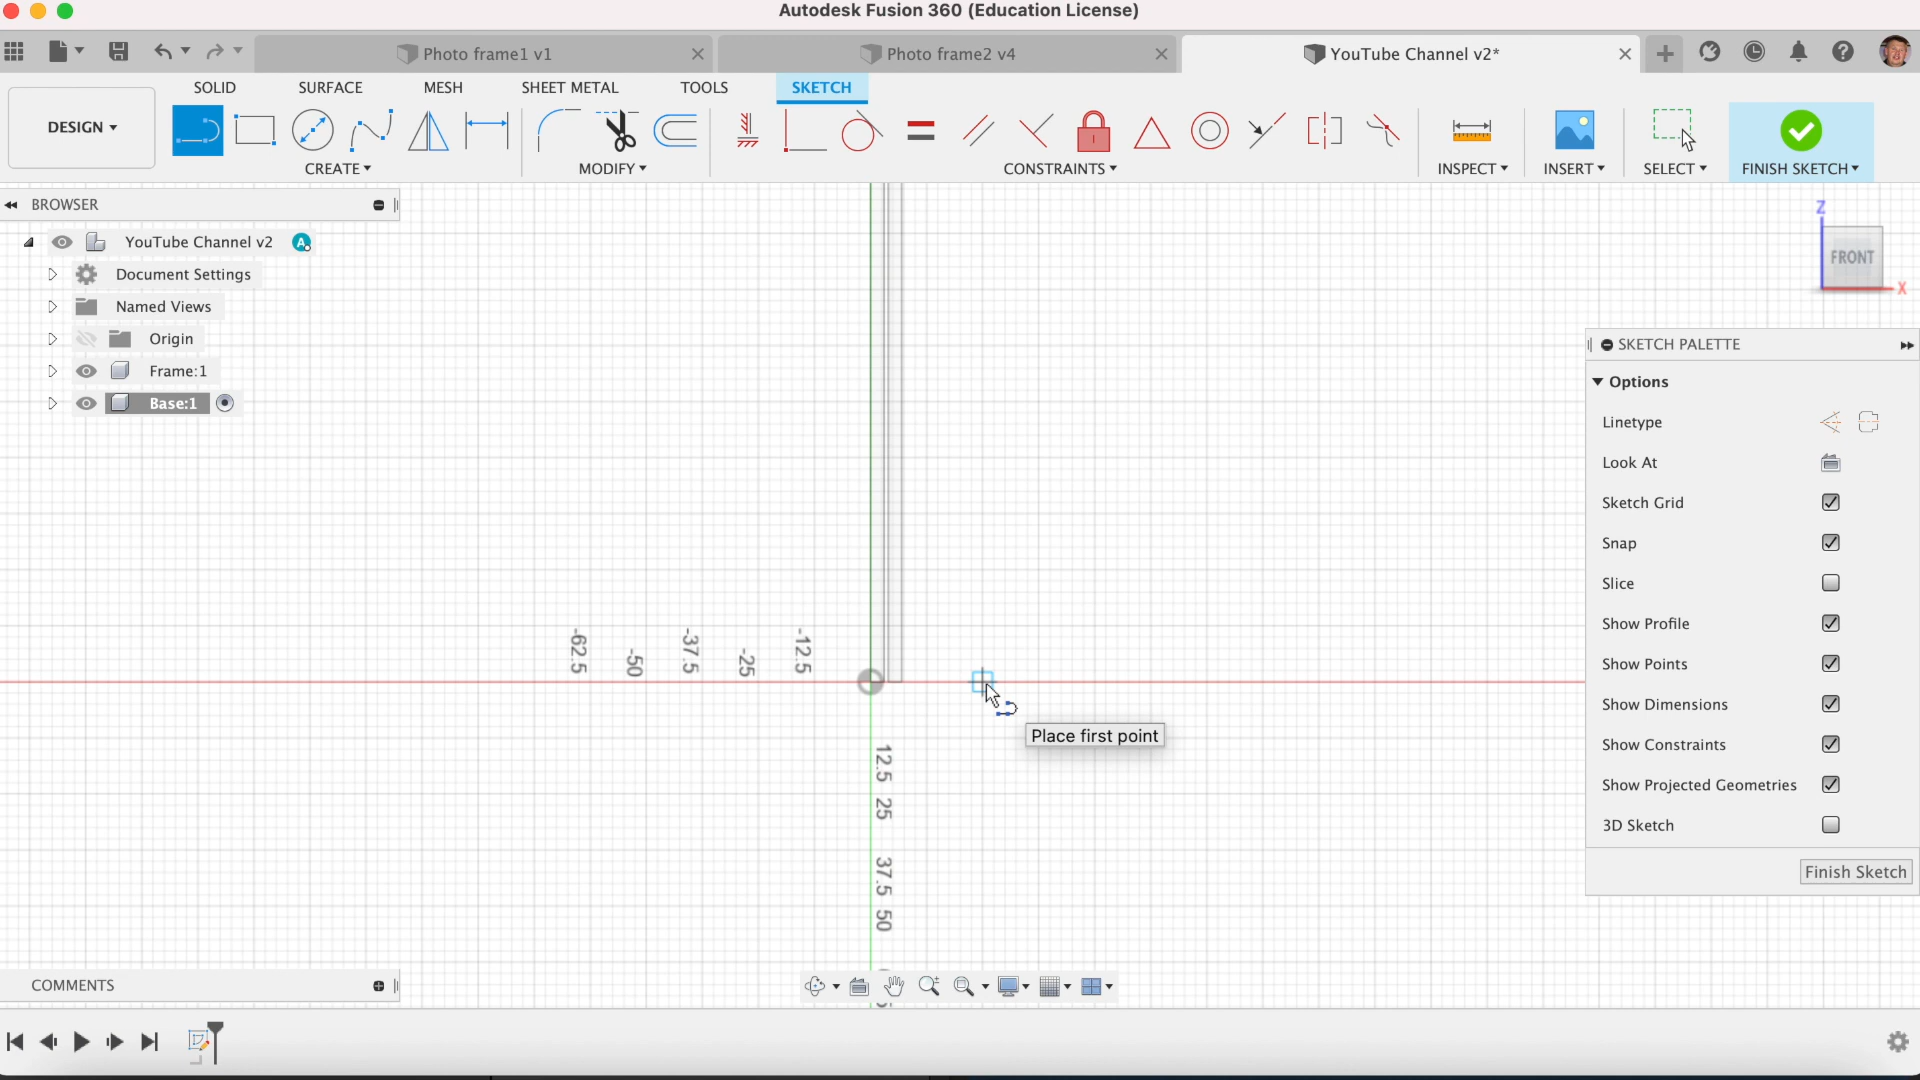 Autodesk Fusion 360 (Education License)
Photo frame1 v1
Photo frame2 v4
YouTube Channel v2*
SOLID
SURFACE
MESH
SHEET METAL
TOOLS
SKETCH
DESIGN
CREATE
MODIFY
CONSTRAINTS
INSPECT
INSERT
SELECT
FINISH SKETCH
BROWSER
YouTube Channel v2
A
Document Settings
Named Views
Origin
Frame:1
Base:1
Z
FRONT
X
SKETCH PALETTE
Options
Linetype
Look At
Sketch Grid
Snap
Slice
Show Profile
Show Points
Show Dimensions
Show Constraints
Show Projected Geometries
3D Sketch
Finish Sketch
-62.5
-50
-37.5
-25
-12.5
Place first point
12.5
25
37.5
50
COMMENTS